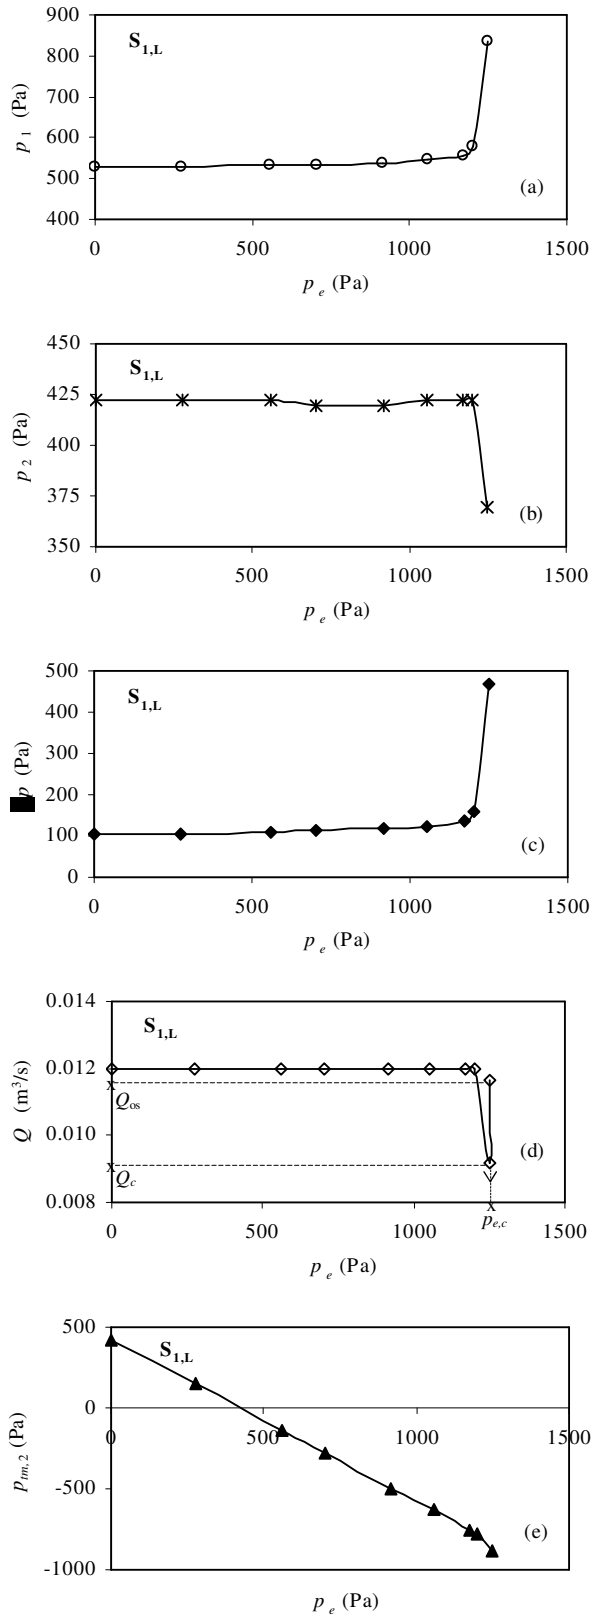 900
S1,L
800
700
p1 (Pa)
600
500
(a)
400
0 500 1000 1500
pe (Pa)
450
S1,L
425
p2 (Pa)
400
375
(b)
350
0 500 1000 1500
pe (Pa)
500
S1,L
400
300
p (Pa)
200
100
(c)
0
0 500 1000 1500
pe (Pa)
0.014
S1,L
0.012
Q (m³/s)
x
Qos
0.010
(d)
x
Qc
0.008
x
pe,c
0 500 1000 1500
pe (Pa)
500
S1,L
0
0 500 1000 1500
ptm,2 (Pa)
-500
(e)
-1000
pe (Pa)